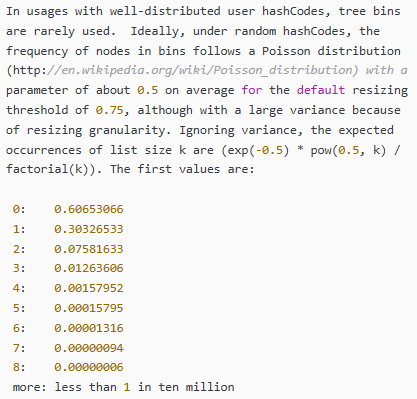 In usages with well-distributed user hashCodes, tree bins
are rarely used.  Ideally, under random hashCodes, the
frequency of nodes in bins follows a Poisson distribution
(http://en.wikipedia.org/wiki/Poisson_distribution) with a
parameter of about 0.5 on average for the default resizing
threshold of 0.75, although with a large variance because
of resizing granularity. Ignoring variance, the expected
occurrences of list size k are (exp(-0.5) * pow(0.5, k) /
factorial(k)). The first values are:
0:    0.60653066
1:    0.30326533
2:    0.07581633
3:    0.01263606
4:    0.00157952
5:    0.00015795
6:    0.00001316
7:    0.00000094
8:    0.00000006
more: less than 1 in ten million